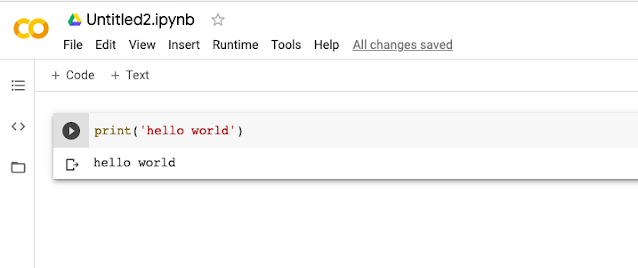 Untitled2.ipynb
File Edit View Insert Runtime Tools Help All changes saved
+ Code + Text
print('hello world')
hello world